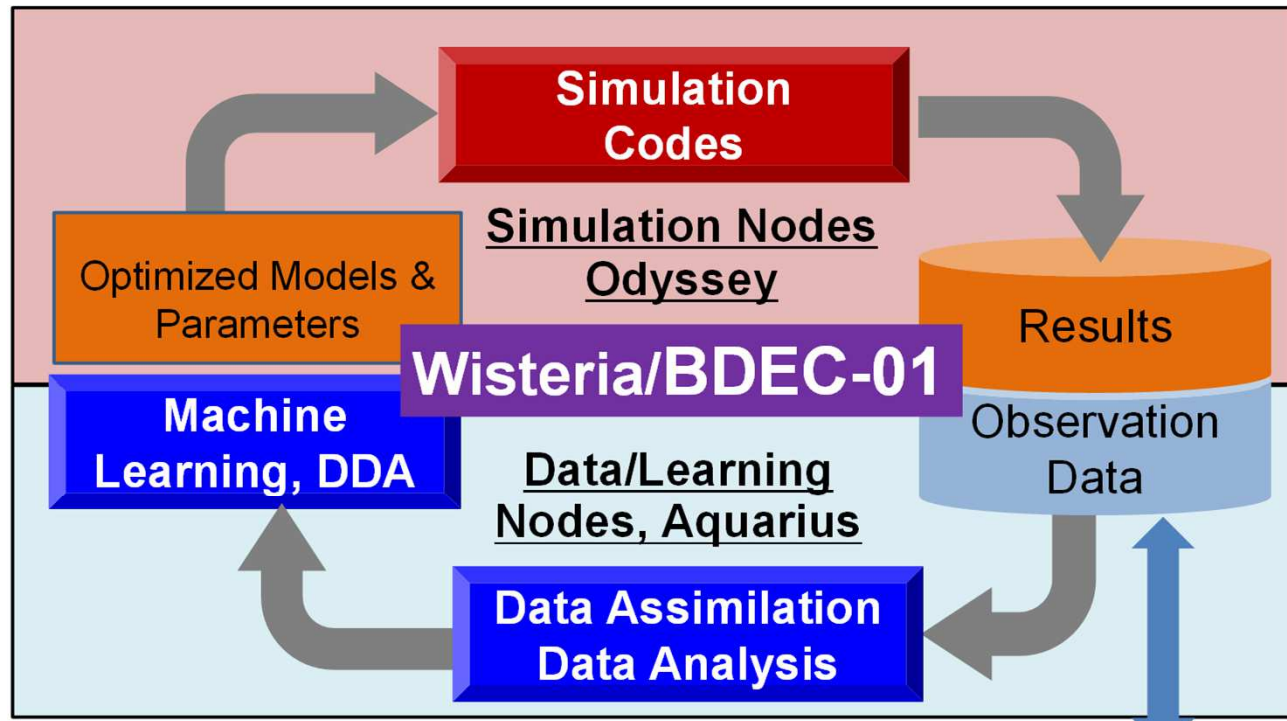 Simulation
Codes
Simulation Nodes
Odyssey
Optimized Models &
Parameters
Results
Wisteria/BDEC-01
Machine
Learning, DDA
Observation
Data
Data/Learning
Nodes, Aquarius
Data Assimilation
Data Analysis